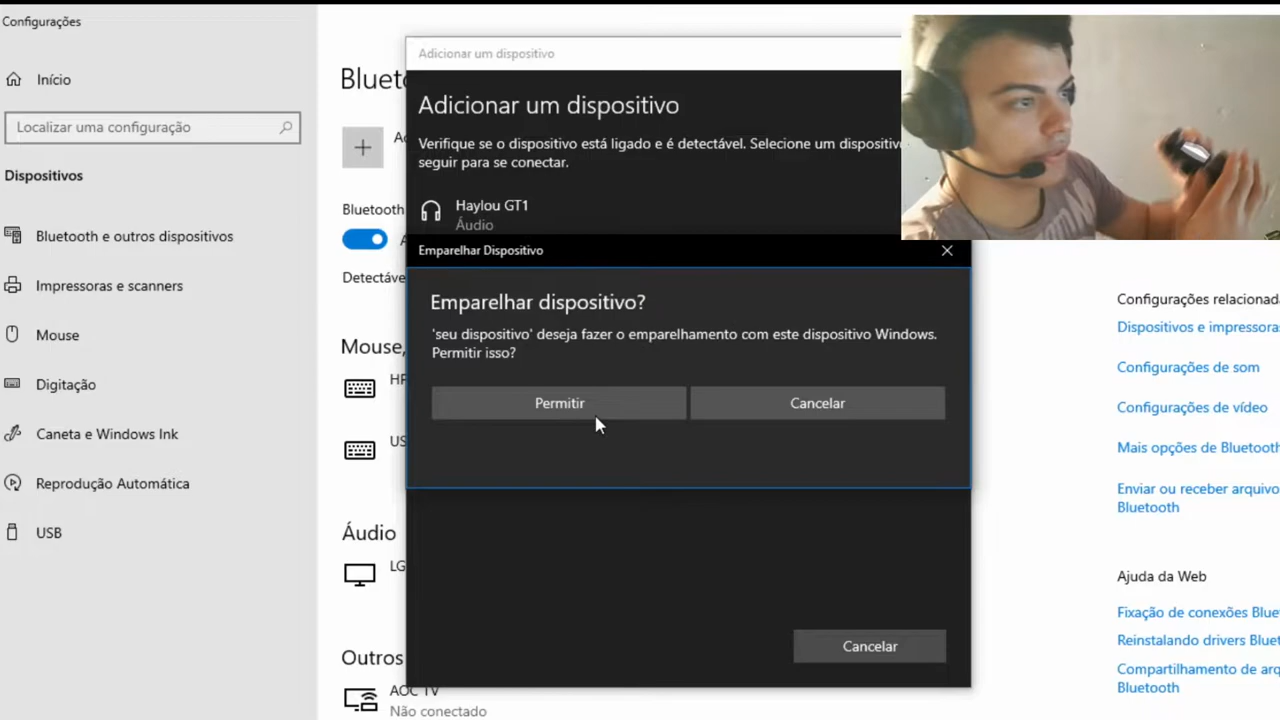 Configurações
Início
Localizar uma configuração
Dispositivos
Bluetooth e outros dispositivos
Impressoras e scanners
Mouse
Digitação
Caneta e Windows Ink
Reprodução Automática
USB
Bluetooth
Detectáve
Mouse,
HP
US
Áudio
LG
Outros
AOC TV
Não conectado
Adicionar um dispositivo
Adicionar um dispositivo
Verifique se o dispositivo está ligado e é detectável. Selecione um dispositivo
seguir para se conectar.
Haylou GT1
Áudio
Emparelhar Dispositivo
Emparelhar dispositivo?
'seu dispositivo' deseja fazer o emparelhamento com este dispositivo Windows.
Permitir isso?
Permitir
Cancelar
Cancelar
Configurações relacionad
Dispositivos e impressora
Configurações de som
Configurações de vídeo
Mais opções de Bluetooth
Enviar ou receber arquivo
Bluetooth
Ajuda da Web
Fixação de conexões Blue
Reinstalando drivers Bluet
Compartilhamento de arq
Bluetooth